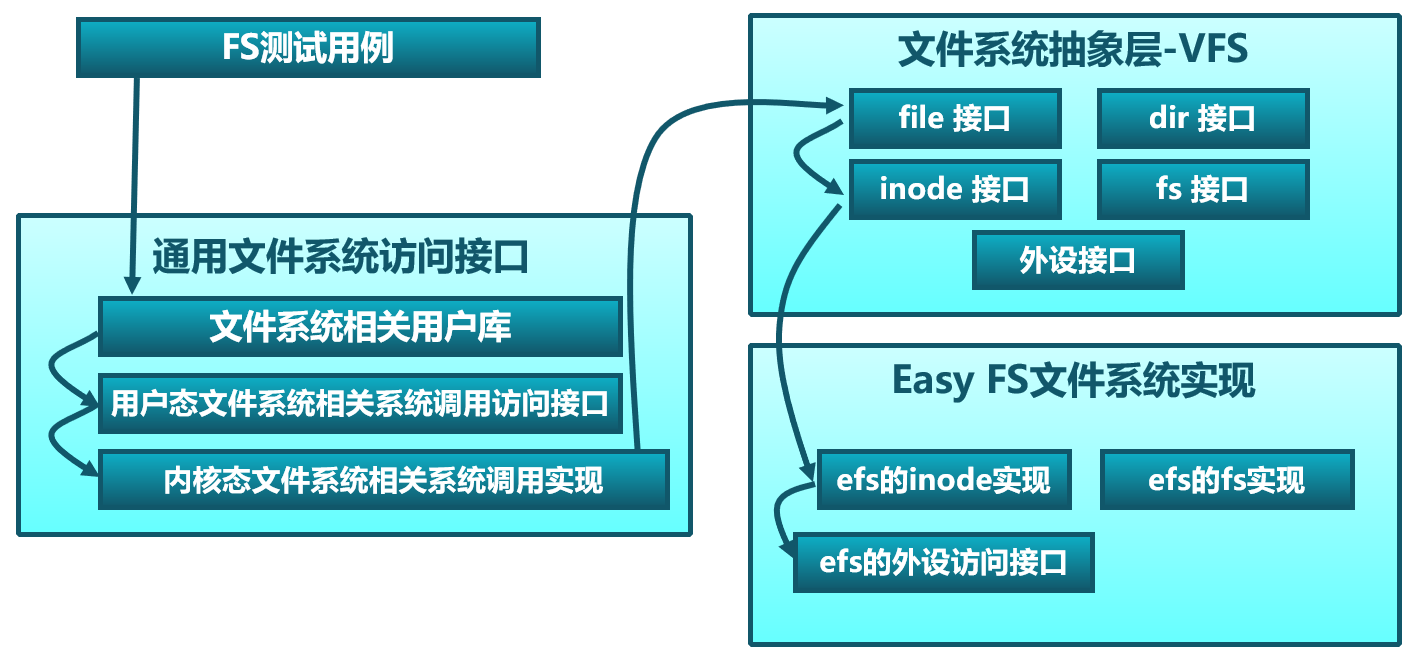 FS测试用例
通用文件系统访问接口
文件系统相关用户库
用户态文件系统相关系统调用访问接口
内核态文件系统相关系统调用实现
文件系统抽象层-VFS
file 接口
dir 接口
inode 接口
fs 接口
外设接口
Easy FS文件系统实现
efs的inode实现
efs的fs实现
efs的外设访问接口